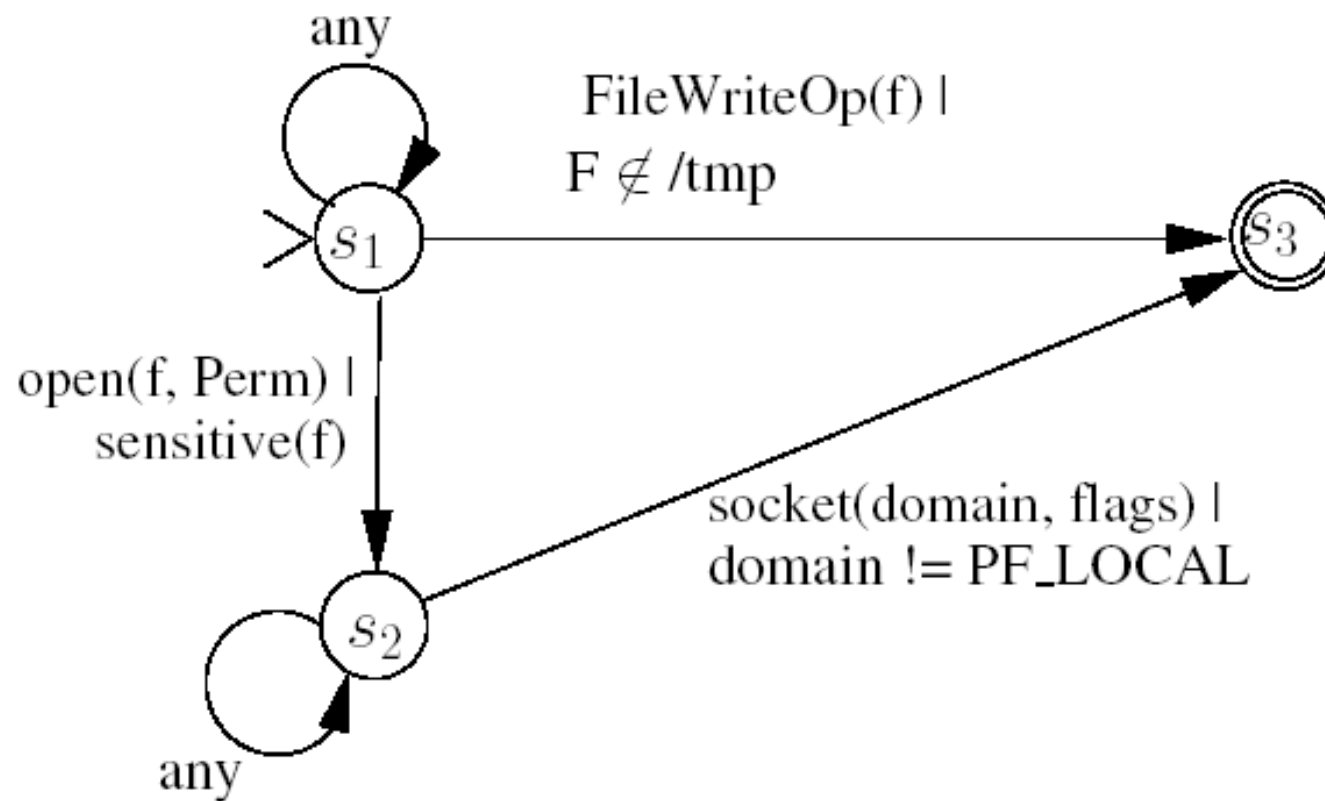 any
FileWriteOp(f) |
F ∉ /tmp
s1
s3
open(f, Perm) |
sensitive(f)
socket(domain, flags) |
domain != PF_LOCAL
s2
any